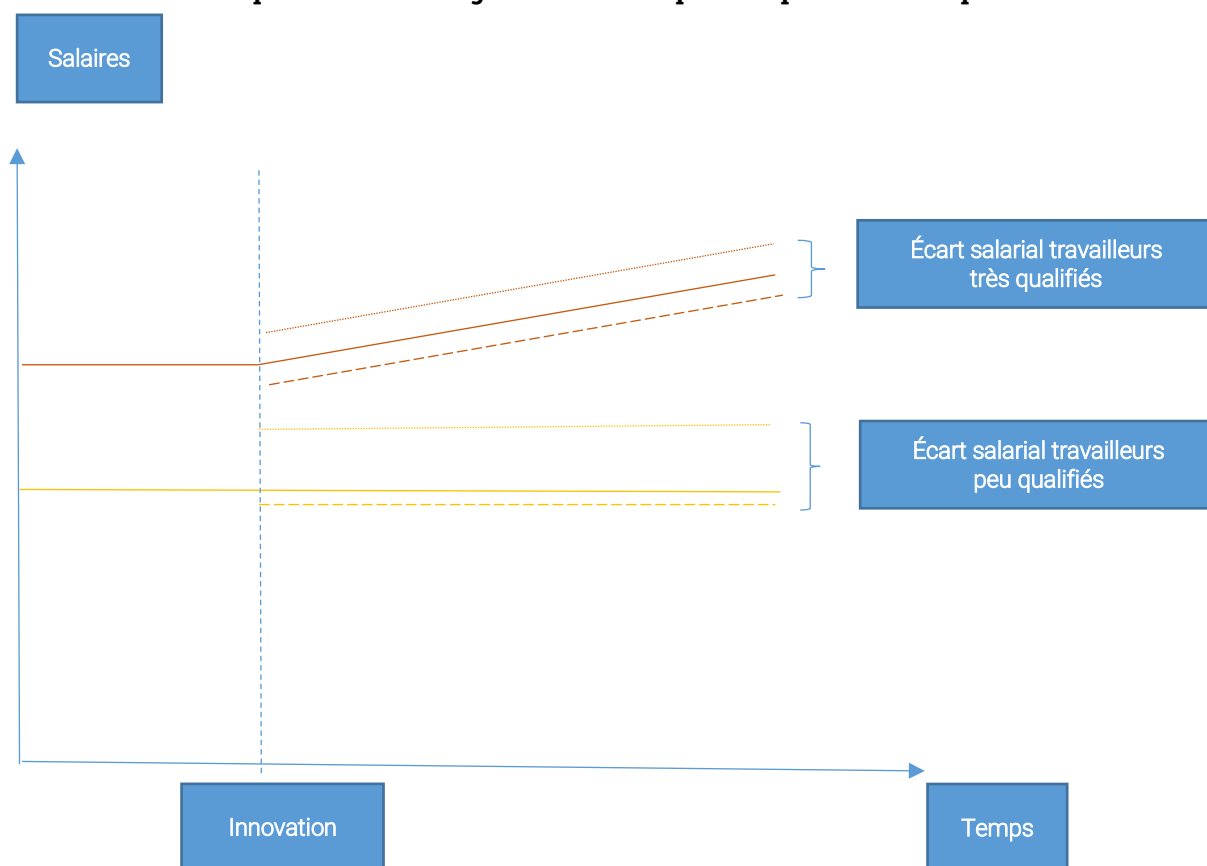 Salaires
Écart salarial travailleurs
très qualifiés
Écart salarial travailleurs
peu qualifiés
Innovation
Temps